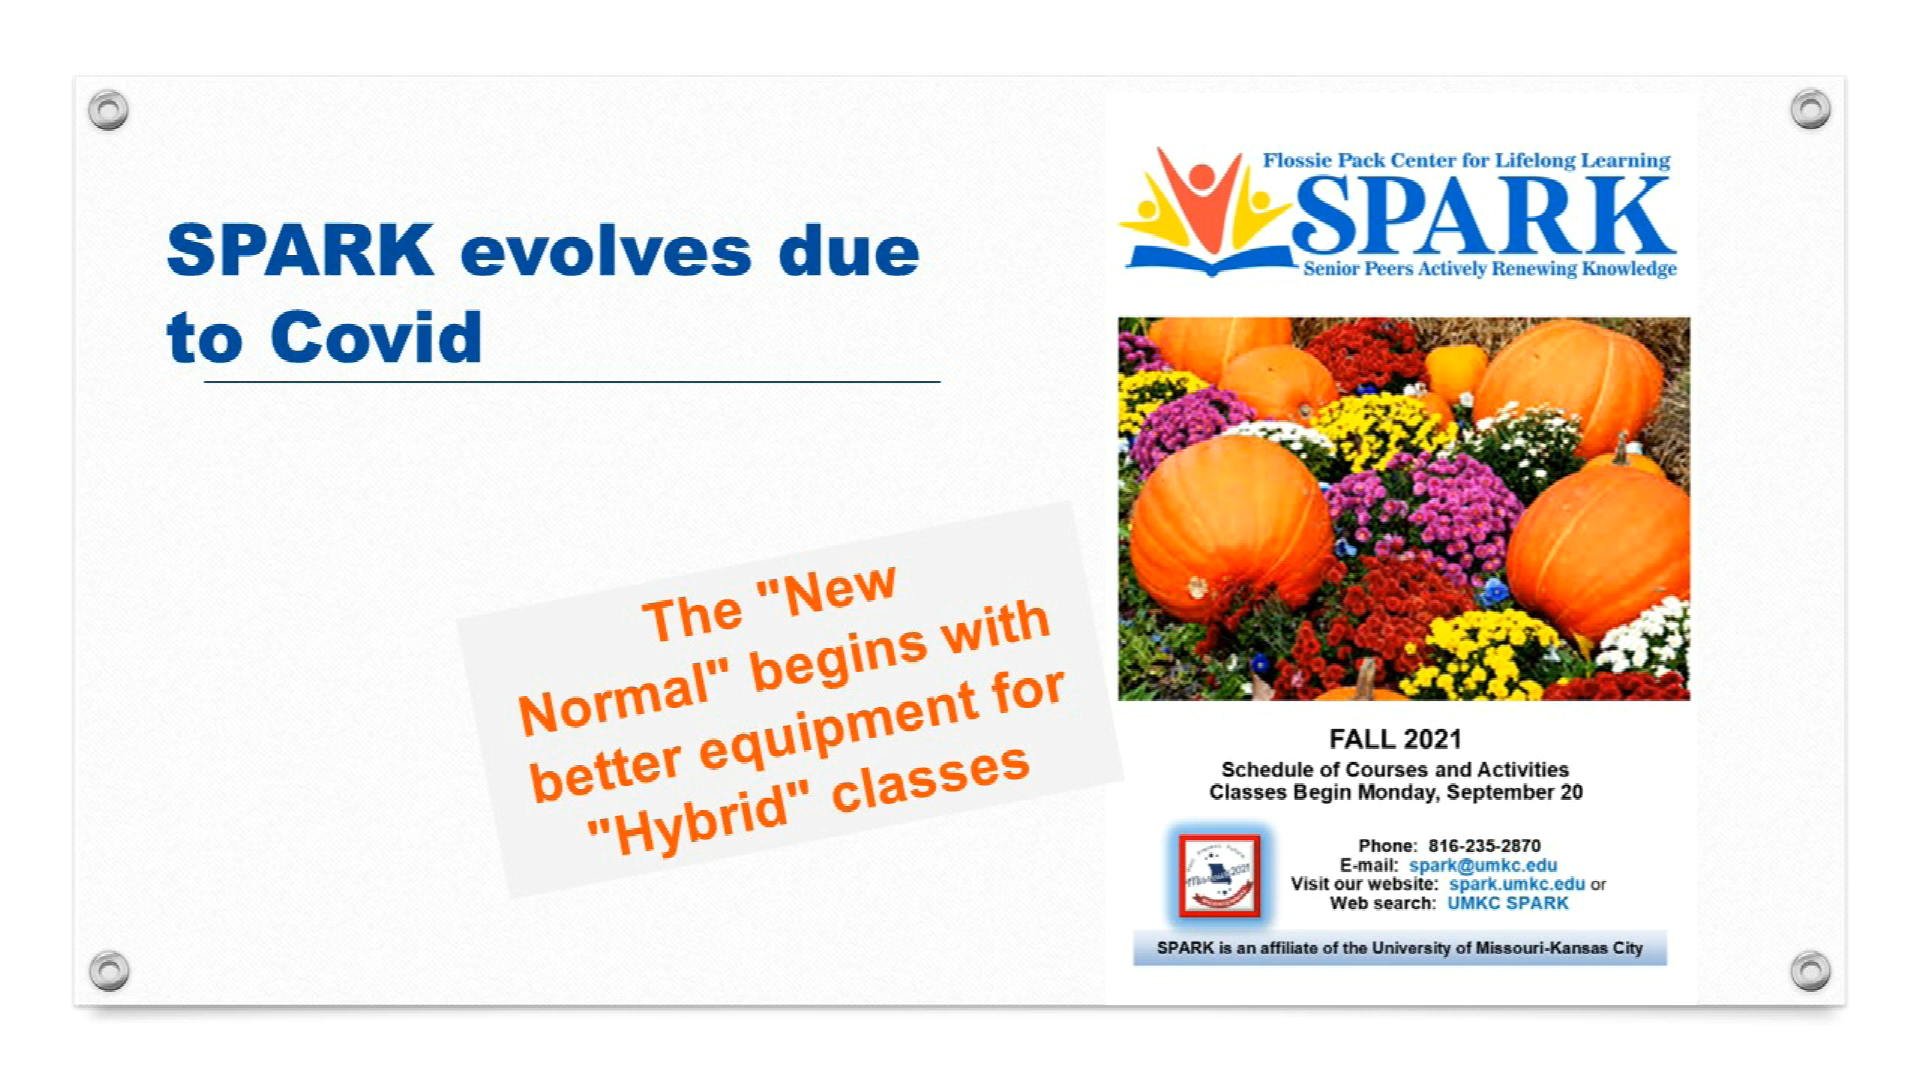 SPARK evolves due
to Covid
The "New
Normal" begins with
better equipment for
"Hybrid" classes
Flossie Pack Center for Lifelong Learning
SPARK
Senior Peers Actively Renewing Knowledge
FALL 2021
Schedule of Courses and Activities
Classes Begin Monday, September 20
Phone: 816-235-2870
E-mail: spark@umkc.edu
Visit our website: spark.umkc.edu or
Web search: UMKC SPARK
Missouri 2021
SPARK is an affiliate of the University of Missouri-Kansas City